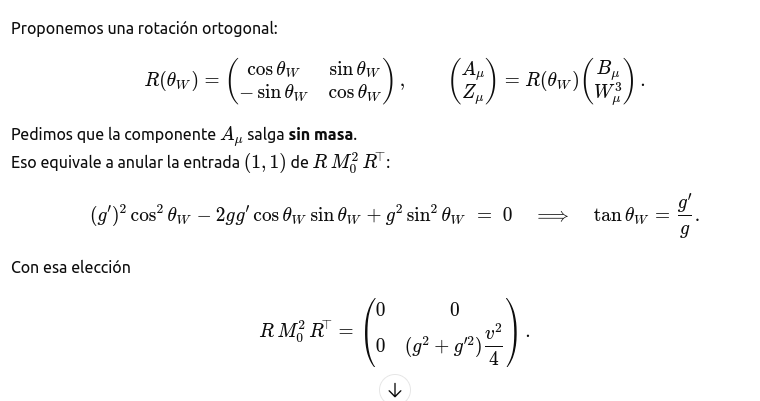 Proponemos una rotación ortogonal:
R(θ_W) = ( cos θ_W   sin θ_W ; − sin θ_W   cos θ_W ) ,   ( A_μ ; Z_μ ) = R(θ_W) ( B_μ ; W_μ^3 ) .
Pedimos que la componente A_μ salga sin masa.
Eso equivale a anular la entrada (1, 1) de R M_0^2 R^⊤:
(g′)^2 cos^2 θ_W − 2gg′ cos θ_W sin θ_W + g^2 sin^2 θ_W = 0 ⟹ tan θ_W = g′/g.
Con esa elección
R M_0^2 R^⊤ = ( 0   0 ; 0   (g^2 + g′^2) v^2/4 ) .